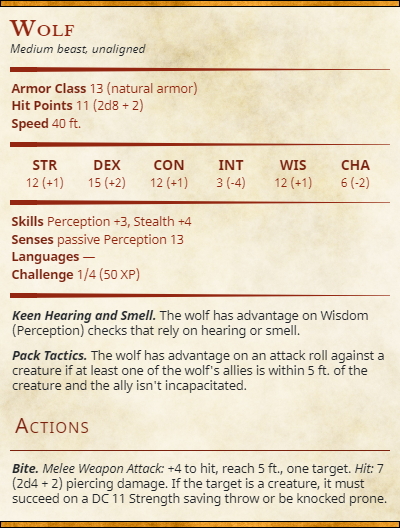 Wolf
Medium beast, unaligned
Armor Class 13 (natural armor)
Hit Points 11 (2d8 + 2)
Speed 40 ft.
STR DEX CON INT WIS CHA
12 (+1) 15 (+2) 12 (+1) 3 (-4) 12 (+1) 6 (-2)
Skills Perception +3, Stealth +4
Senses passive Perception 13
Languages —
Challenge 1/4 (50 XP)
Keen Hearing and Smell. The wolf has advantage on Wisdom
(Perception) checks that rely on hearing or smell.
Pack Tactics. The wolf has advantage on an attack roll against a
creature if at least one of the wolf's allies is within 5 ft. of the
creature and the ally isn't incapacitated.
Actions
Bite. Melee Weapon Attack: +4 to hit, reach 5 ft., one target. Hit: 7
(2d4 + 2) piercing damage. If the target is a creature, it must
succeed on a DC 11 Strength saving throw or be knocked prone.